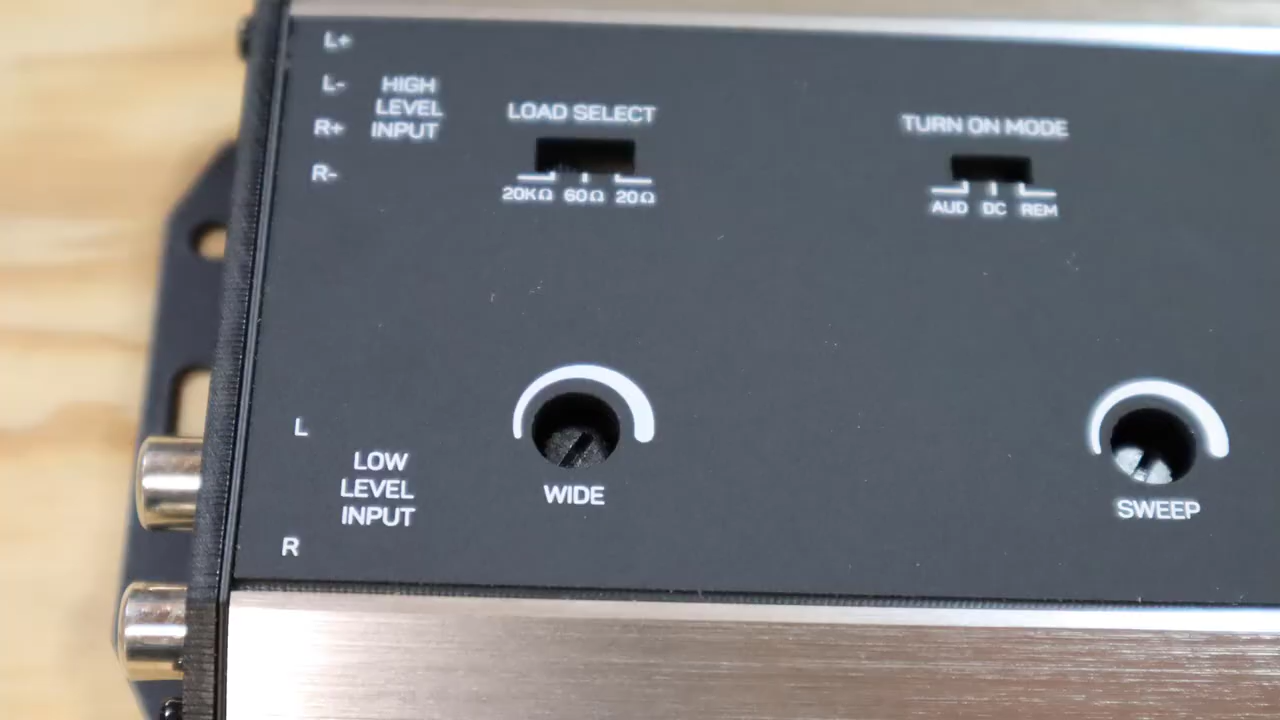 L+
L-
R+
R-
HIGH
LEVEL
INPUT
LOAD SELECT
20KΩ 60Ω 20Ω
TURN ON MODE
AUD DC REM
L
R
LOW
LEVEL
INPUT
WIDE
SWEEP